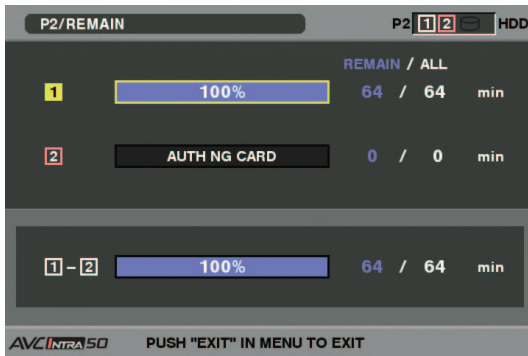 P2/REMAIN P2 1 2 HDD
REMAIN / ALL
1 100% 64 / 64 min
2 AUTH NG CARD 0 / 0 min
1 - 2 100% 64 / 64 min
AVC INTRA 50 PUSH "EXIT" IN MENU TO EXIT